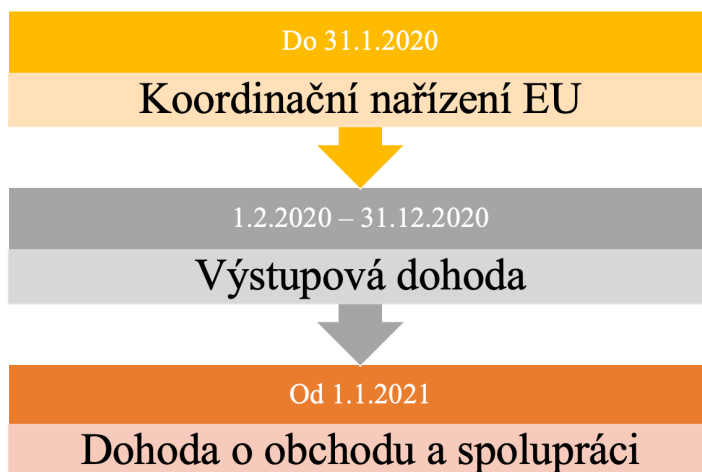 Do 31.1.2020
Koordinační nařízení EU
1.2.2020 – 31.12.2020
Výstupová dohoda
Od 1.1.2021
Dohoda o obchodu a spolupráci